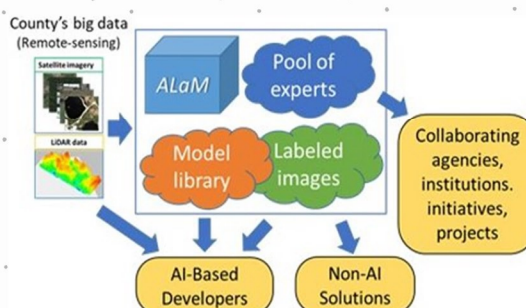 County's big data
(Remote-sensing)
Satellite imagery
LiDAR data
ALaM
Pool of
experts
Model
library
Labeled
images
Collaborating
agencies,
institutions.
initiatives,
projects
AI-Based
Developers
Non-AI
Solutions